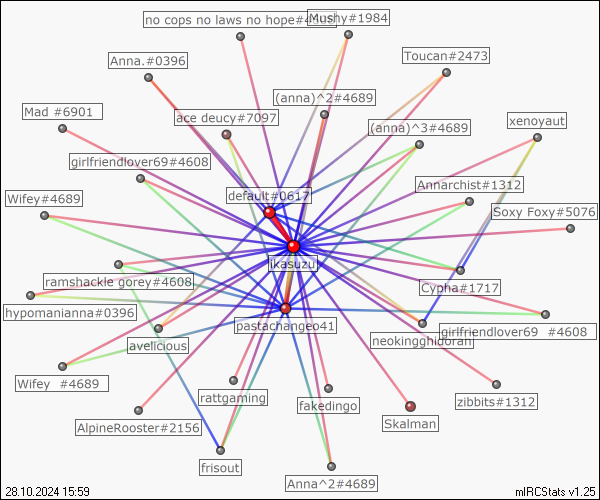 no cops no laws no hope#4
Mushy#1984
Anna.#0396
Toucan#2473
(anna)^2#4689
Mad #6901
ace deucy#7097
(anna)^3#4689
xenoyaut
girlfriendlover69#4608
Annarchist#1312
Wifey#4689
default#0617
Soxy Foxy#5076
ikasuzu
ramshackle gorey#4608
Cypha#1717
hypomanianna#0396
pastachangeo41
girlfriendlover69 #4608
avelicious
neokingghidorah
Wifey #4689
rattgaming
fakedingo
zibbits#1312
AlpineRooster#2156
Skalman
frisout
Anna^2#4689
28.10.2024 15:59
mIRCStats v1.25